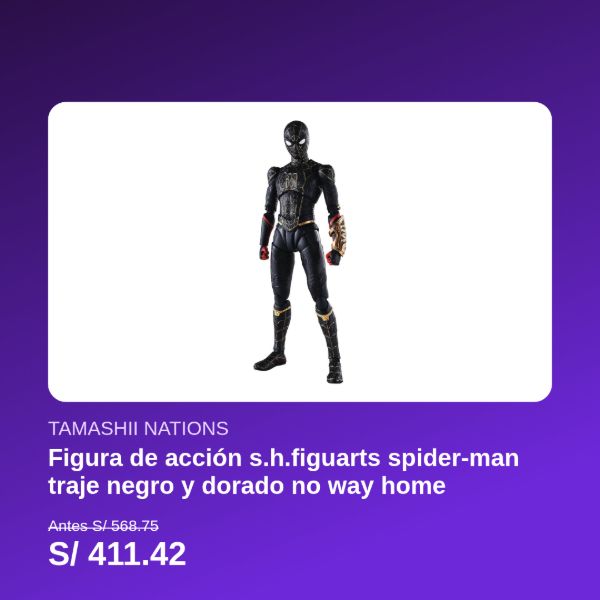 TAMASHII NATIONS
Figura de acción s.h.figuarts spider-man
traje negro y dorado no way home
Antes S/ 568.75
S/ 411.42